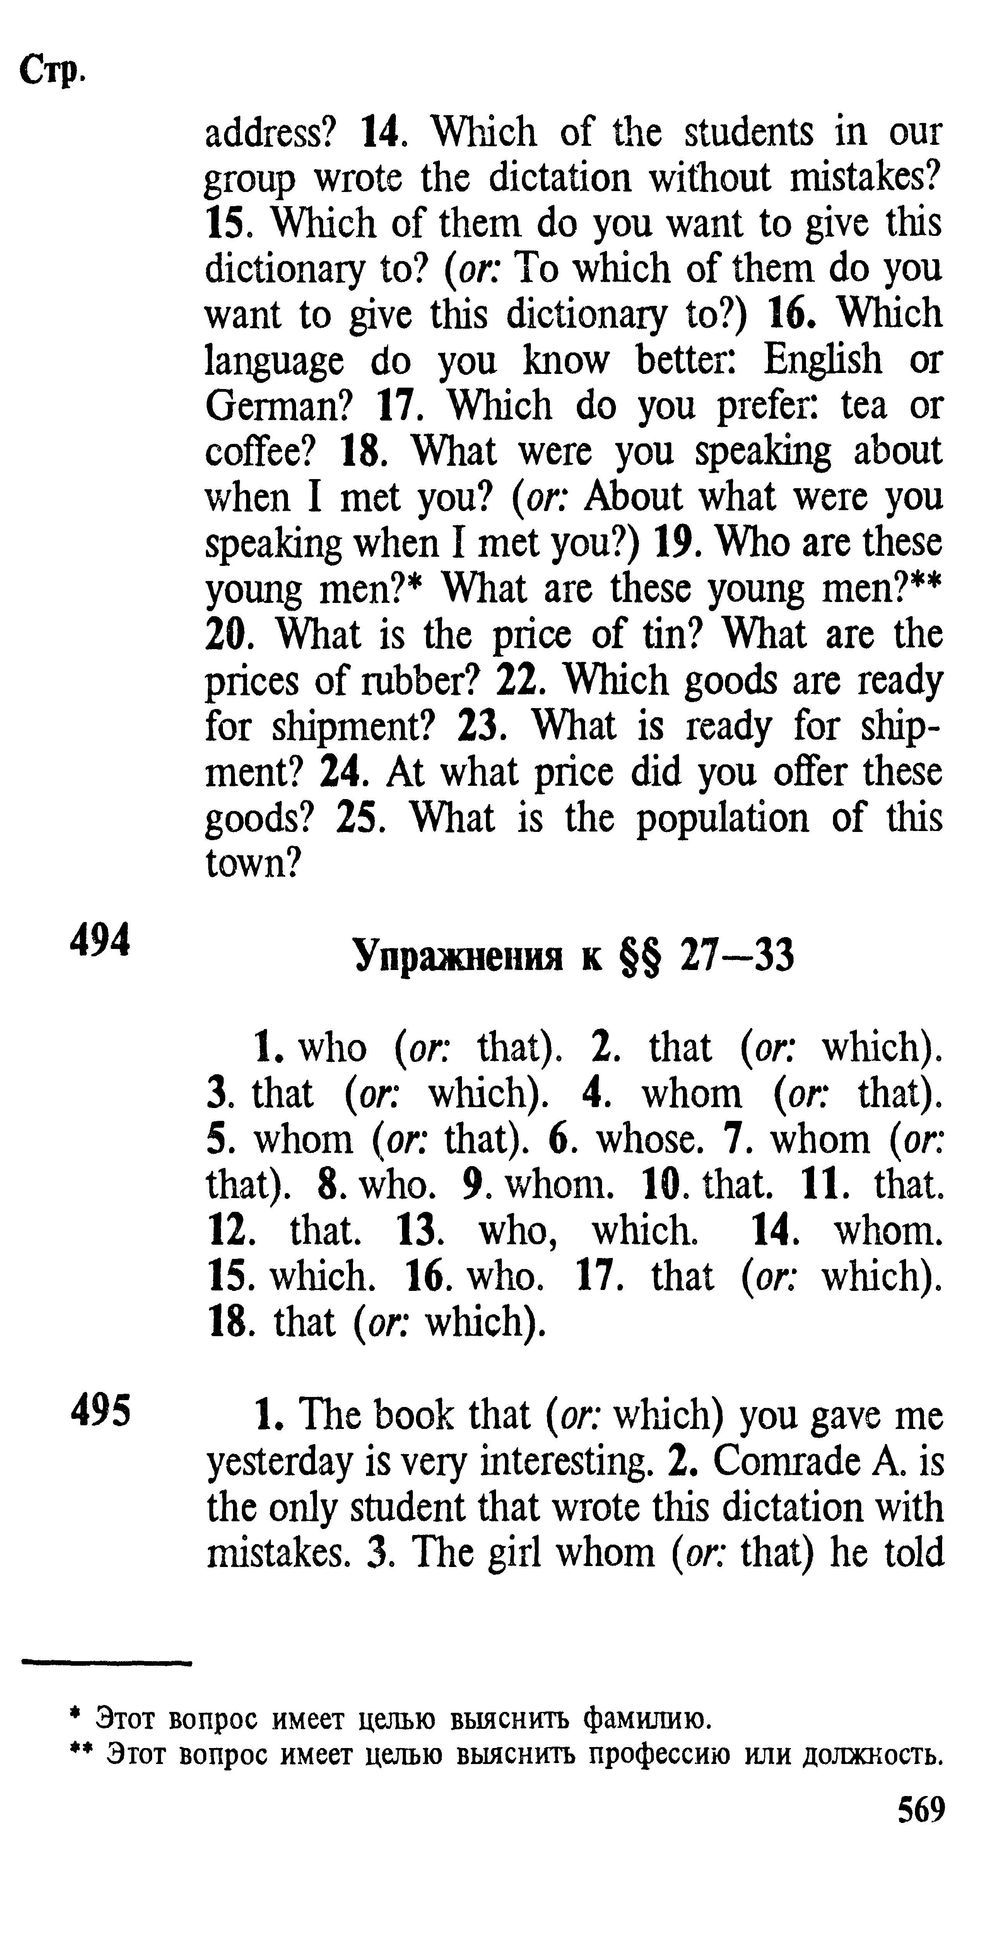 Стр.
address? 14. Which of the students in our
group wrote the dictation without mistakes?
15. Which of them do you want to give this
dictionary to? (or: To which of them do you
want to give this dictionary to?) 16. Which
language do you know better: English or
German? 17. Which do you prefer: tea or
coffee? 18. What were you speaking about
when I met you? (or: About what were you
speaking when I met you?) 19. Who are these
young men?* What are these young men?**
20. What is the price of tin? What are the
prices of rubber? 22. Which goods are ready
for shipment? 23. What is ready for ship-
ment? 24. At what price did you offer these
goods? 25. What is the population of this
town?
494 Упражнения к §§ 27—33
1. who (or: that). 2. that (or: which).
3. that (or: which). 4. whom (or: that).
5. whom (or: that). 6. whose. 7. whom (or:
that). 8. who. 9. whom. 10. that. 11. that.
12. that. 13. who, which. 14. whom.
15. which. 16. who. 17. that (or: which).
18. that (or: which).
495 1. The book that (or: which) you gave me
yesterday is very interesting. 2. Comrade A. is
the only student that wrote this dictation with
mistakes. 3. The girl whom (or: that) he told
* Этот вопрос имеет целью выяснить фамилию.
** Этот вопрос имеет целью выяснить профессию или должность.
569